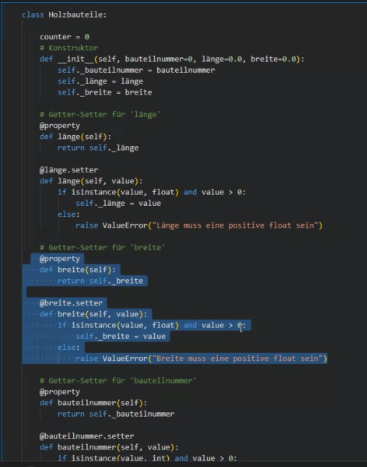 class Holzbauteile:
counter = 0
# Konstruktor
def __init__(self, bauteilnummer=0, länge=0.0, breite=0.0):
self._bauteilnummer = bauteilnummer
self._länge = länge
self._breite = breite
# Getter-Setter für 'länge'
@property
def länge(self):
return self._länge
@länge.setter
def länge(self, value):
if isinstance(value, float) and value > 0:
self._länge = value
else:
raise ValueError("Länge muss eine positive float sein")
# Getter-Setter für 'breite'
@property
def breite(self):
return self._breite
@breite.setter
def breite(self, value):
if isinstance(value, float) and value > 0:
self._breite = value
else:
raise ValueError("Breite muss eine positive float sein")
# Getter-Setter für 'bauteilnummer'
@property
def bauteilnummer(self):
return self._bauteilnummer
@bauteilnummer.setter
def bauteilnummer(self, value):
if isinstance(value, int) and value > 0: